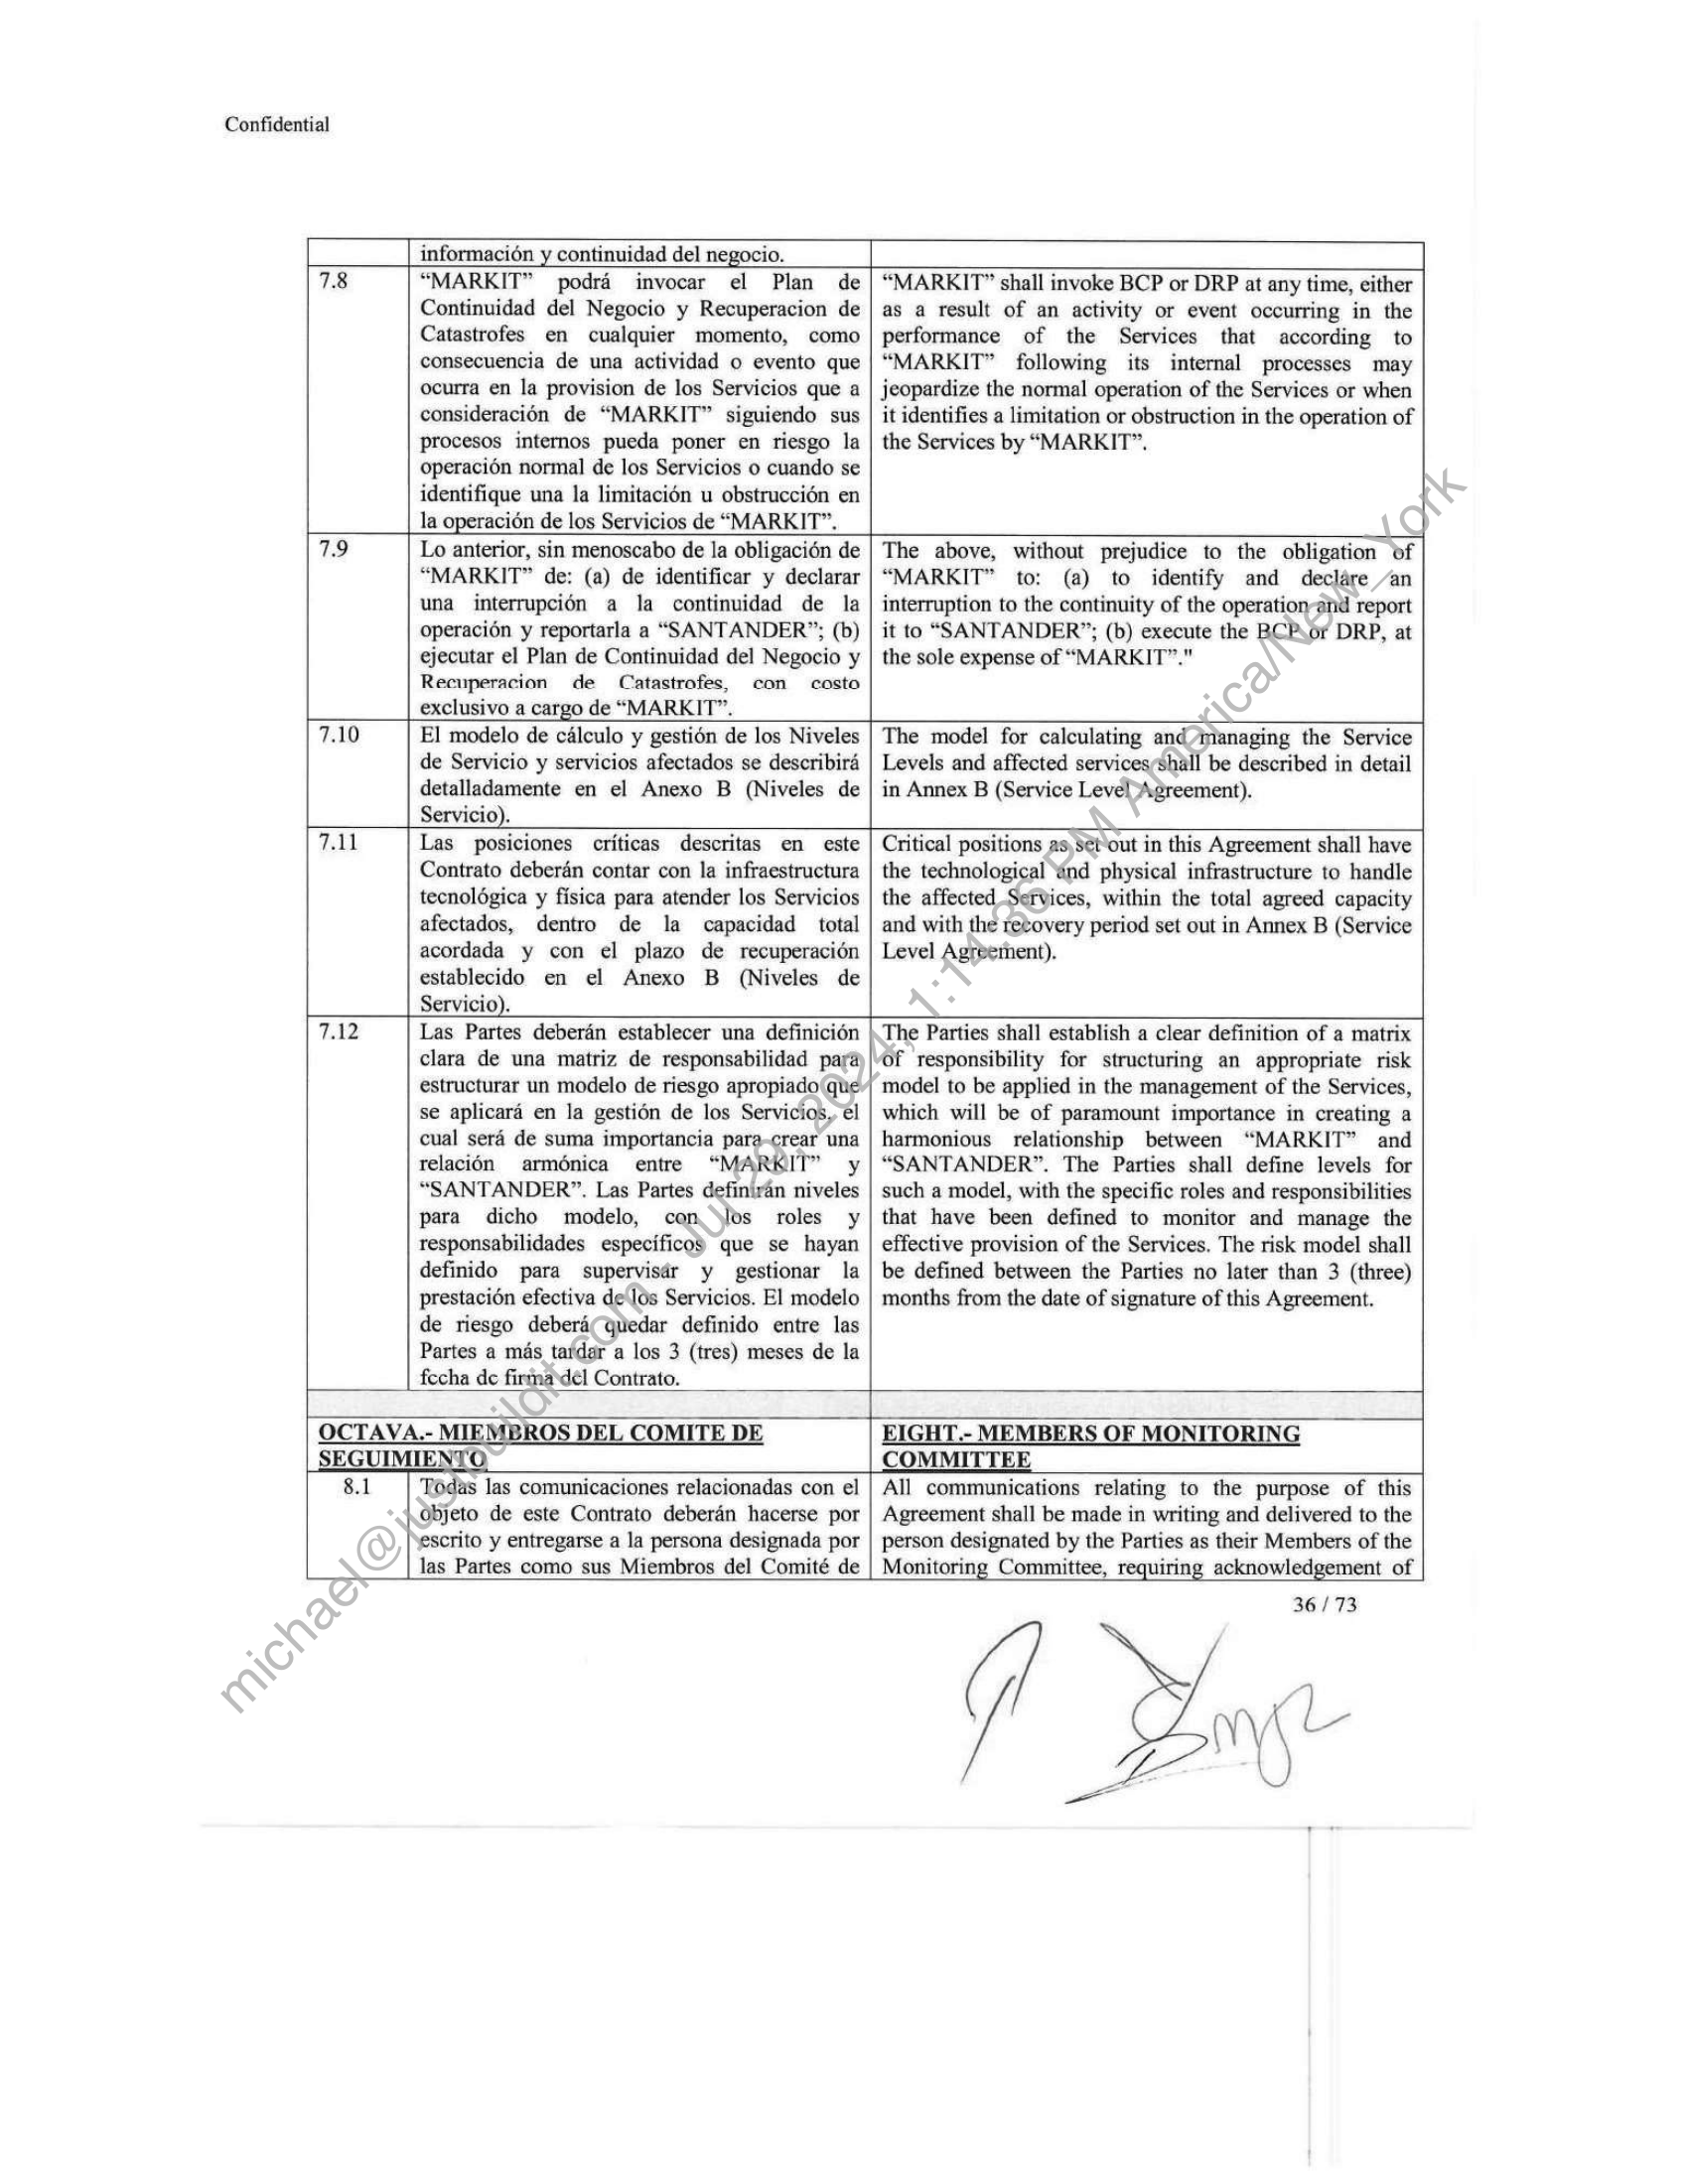 Confidential
información y continuidad del negocio.
7.8
“MARKIT” podrá invocar el Plan de
Continuidad del Negocio y Recuperacion de
Catastrofes en cualquier momento, como
consecuencia de una actividad o evento que
ocurra en la provision de los Servicios que a
consideración de “MARKIT” siguiendo sus
procesos internos pueda poner en riesgo la
operación normal de los Servicios o cuando se
identifique una la limitación u obstrucción en
la operación de los Servicios de “MARKIT”.
“MARKIT” shall invoke BCP or DRP at any time, either
as a result of an activity or event occurring in the
performance of the Services that according to
“MARKIT” following its internal processes may
jeopardize the normal operation of the Services or when
it identifies a limitation or obstruction in the operation of
the Services by “MARKIT”.
7.9
Lo anterior, sin menoscabo de la obligación de
“MARKIT” de: (a) de identificar y declarar
una interrupción a la continuidad de la
operación y reportarla a “SANTANDER”; (b)
ejecutar el Plan de Continuidad del Negocio y
Recuperacion de Catastrofes, con costo
exclusivo a cargo de “MARKIT”.
The above, without prejudice to the obligation of
“MARKIT” to: (a) to identify and declare an
interruption to the continuity of the operation and report
it to “SANTANDER”; (b) execute the BCP or DRP, at
the sole expense of “MARKIT”."
7.10
El modelo de cálculo y gestión de los Niveles
de Servicio y servicios afectados se describirá
detalladamente en el Anexo B (Niveles de
Servicio).
The model for calculating and managing the Service
Levels and affected services shall be described in detail
in Annex B (Service Level Agreement).
7.11
Las posiciones críticas descritas en este
Contrato deberán contar con la infraestructura
tecnológica y física para atender los Servicios
afectados, dentro de la capacidad total
acordada y con el plazo de recuperación
establecido en el Anexo B (Niveles de
Servicio).
Critical positions as set out in this Agreement shall have
the technological and physical infrastructure to handle
the affected Services, within the total agreed capacity
and with the recovery period set out in Annex B (Service
Level Agreement).
7.12
Las Partes deberán establecer una definición
clara de una matriz de responsabilidad para
estructurar un modelo de riesgo apropiado que
se aplicará en la gestión de los Servicios, el
cual será de suma importancia para crear una
relación armónica entre “MARKIT” y
“SANTANDER”. Las Partes definirán niveles
para dicho modelo, con los roles y
responsabilidades específicos que se hayan
definido para supervisar y gestionar la
prestación efectiva de los Servicios. El modelo
de riesgo deberá quedar definido entre las
Partes a más tardar a los 3 (tres) meses de la
fecha de firma del Contrato.
The Parties shall establish a clear definition of a matrix
of responsibility for structuring an appropriate risk
model to be applied in the management of the Services,
which will be of paramount importance in creating a
harmonious relationship between “MARKIT” and
“SANTANDER”. The Parties shall define levels for
such a model, with the specific roles and responsibilities
that have been defined to monitor and manage the
effective provision of the Services. The risk model shall
be defined between the Parties no later than 3 (three)
months from the date of signature of this Agreement.
OCTAVA.- MIEMBROS DEL COMITE DE
SEGUIMIENTO
EIGHT.- MEMBERS OF MONITORING
COMMITTEE
8.1
Todas las comunicaciones relacionadas con el
objeto de este Contrato deberán hacerse por
escrito y entregarse a la persona designada por
las Partes como sus Miembros del Comité de
All communications relating to the purpose of this
Agreement shall be made in writing and delivered to the
person designated by the Parties as their Members of the
Monitoring Committee, requiring acknowledgement of
36 / 73
michael@justbuildit.com - Jul 29, 2024, 1:14:36 PM America/New_York